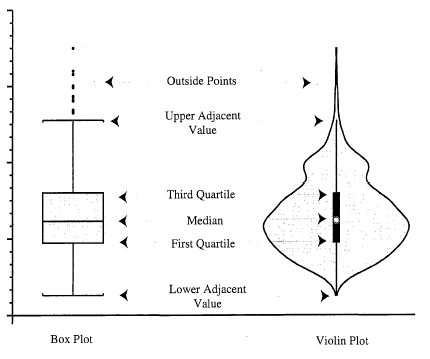 Outside Points
Upper Adjacent
Value
Third Quartile
Median
First Quartile
Lower Adjacent
Value
Box Plot
Violin Plot